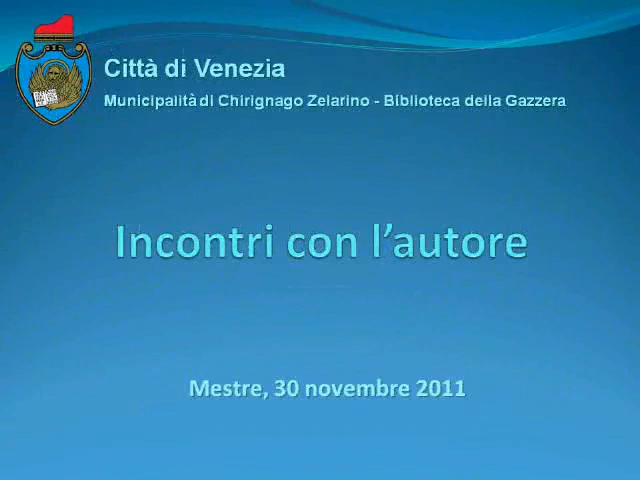 Città di Venezia
Municipalità di Chirignago Zelarino - Biblioteca della Gazzera
Incontri con l’autore
Mestre, 30 novembre 2011